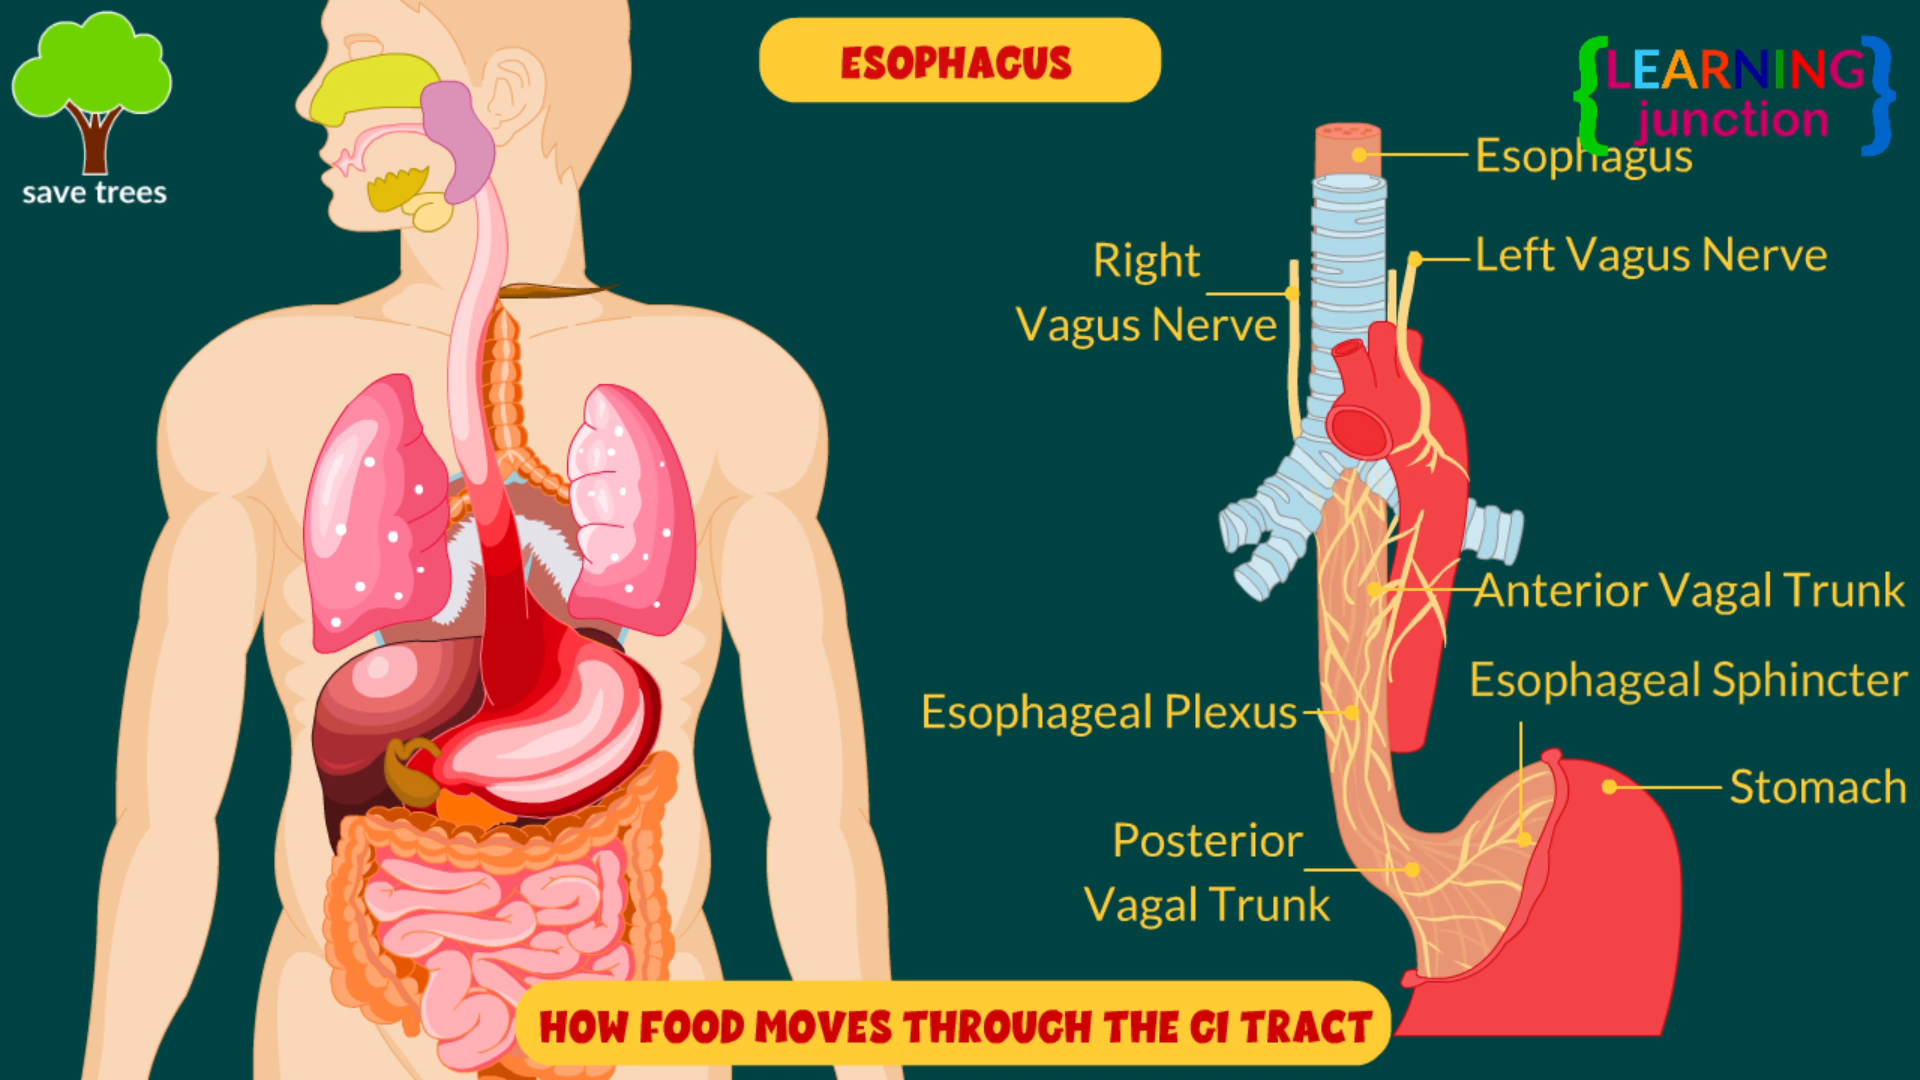 save trees
ESOPHAGUS
{LEARNING}
junction
Esophagus
Right
Vagus Nerve
Left Vagus Nerve
Anterior Vagal Trunk
Esophageal Sphincter
Esophageal Plexus
Stomach
Posterior
Vagal Trunk
HOW FOOD MOVES THROUGH THE GI TRACT